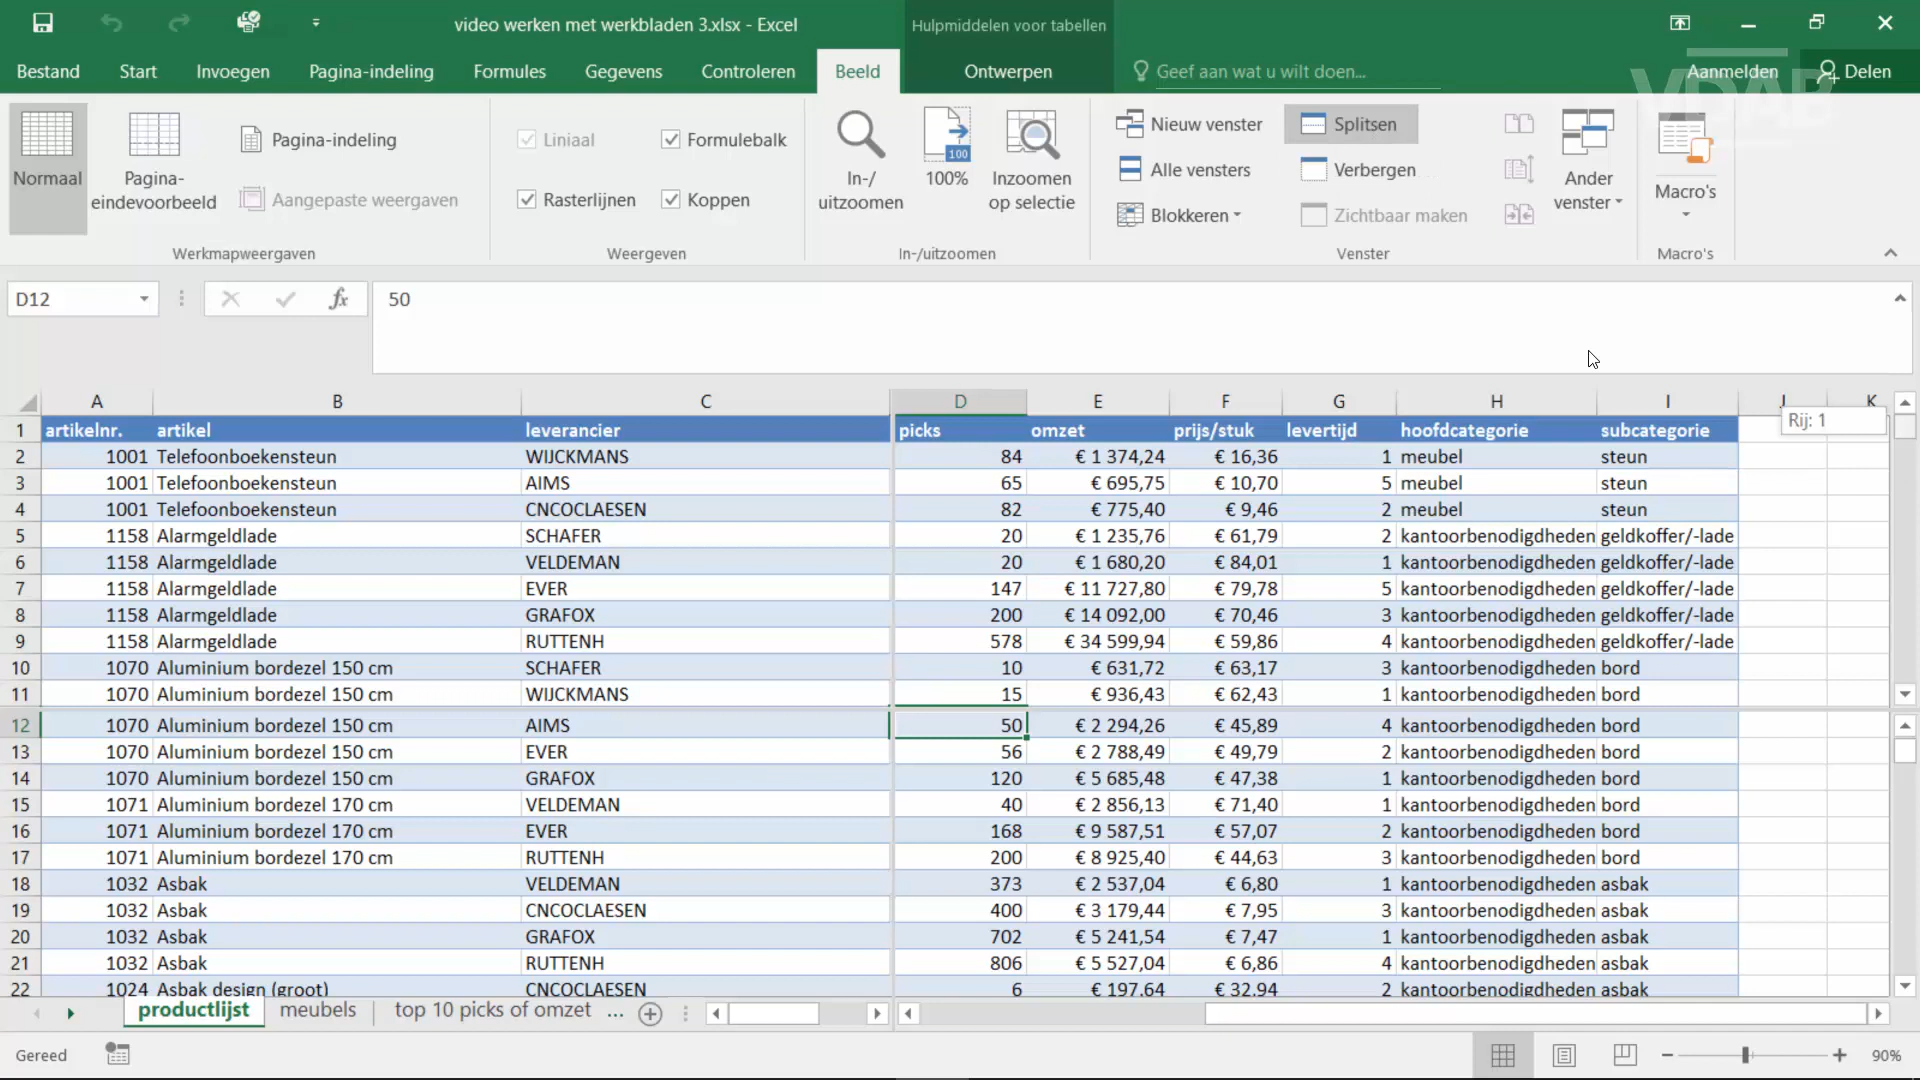 video werken met werkbladen 3.xlsx - Excel
Hulpmiddelen voor tabellen
Bestand Start Invoegen Pagina-indeling Formules Gegevens Controleren Beeld Ontwerpen Geef aan wat u wilt doen... Aanmelden Delen
VDAB
Normaal
Pagina-eindevoorbeeld
Pagina-indeling
Aangepaste weergaven
Werkmapweergaven
Liniaal Formulebalk
Rasterlijnen Koppen
Weergeven
In-/uitzoomen
100
100%
Inzoomen op selectie
In-/uitzoomen
Nieuw venster Splitsen
Alle vensters Verbergen
Blokkeren Zichtbaar maken
Ander venster
Venster
Macro's
Macro's
D12 fx 50
A B C D E F G H I J K
Rij: 1
1 artikelnr. artikel leverancier picks omzet prijs/stuk levertijd hoofdcategorie subcategorie
2 1001 Telefoonboekensteun WIJCKMANS 84 € 1 374,24 € 16,36 1 meubel steun
3 1001 Telefoonboekensteun AIMS 65 € 695,75 € 10,70 5 meubel steun
4 1001 Telefoonboekensteun CNCOCLAESEN 82 € 775,40 € 9,46 2 meubel steun
5 1158 Alarmgeldlade SCHAFER 20 € 1 235,76 € 61,79 2 kantoorbenodigdheden geldkoffer/-lade
6 1158 Alarmgeldlade VELDEMAN 20 € 1 680,20 € 84,01 1 kantoorbenodigdheden geldkoffer/-lade
7 1158 Alarmgeldlade EVER 147 € 11 727,80 € 79,78 5 kantoorbenodigdheden geldkoffer/-lade
8 1158 Alarmgeldlade GRAFOX 200 € 14 092,00 € 70,46 3 kantoorbenodigdheden geldkoffer/-lade
9 1158 Alarmgeldlade RUTTENH 578 € 34 599,94 € 59,86 4 kantoorbenodigdheden geldkoffer/-lade
10 1070 Aluminium bordezel 150 cm SCHAFER 10 € 631,72 € 63,17 3 kantoorbenodigdheden bord
11 1070 Aluminium bordezel 150 cm WIJCKMANS 15 € 936,43 € 62,43 1 kantoorbenodigdheden bord
12 1070 Aluminium bordezel 150 cm AIMS 50 € 2 294,26 € 45,89 4 kantoorbenodigdheden bord
13 1070 Aluminium bordezel 150 cm EVER 56 € 2 788,49 € 49,79 2 kantoorbenodigdheden bord
14 1070 Aluminium bordezel 150 cm GRAFOX 120 € 5 685,48 € 47,38 1 kantoorbenodigdheden bord
15 1071 Aluminium bordezel 170 cm VELDEMAN 40 € 2 856,13 € 71,40 1 kantoorbenodigdheden bord
16 1071 Aluminium bordezel 170 cm EVER 168 € 9 587,51 € 57,07 2 kantoorbenodigdheden bord
17 1071 Aluminium bordezel 170 cm RUTTENH 200 € 8 925,40 € 44,63 3 kantoorbenodigdheden bord
18 1032 Asbak VELDEMAN 373 € 2 537,04 € 6,80 1 kantoorbenodigdheden asbak
19 1032 Asbak CNCOCLAESEN 400 € 3 179,44 € 7,95 3 kantoorbenodigdheden asbak
20 1032 Asbak GRAFOX 702 € 5 241,54 € 7,47 1 kantoorbenodigdheden asbak
21 1032 Asbak RUTTENH 806 € 5 527,04 € 6,86 4 kantoorbenodigdheden asbak
22 1024 Asbak design (groot) CNCOCLAESEN 6 € 197,64 € 32,94 2 kantoorbenodigdheden asbak
productlijst meubels top 10 picks of omzet ...
Gereed 90%